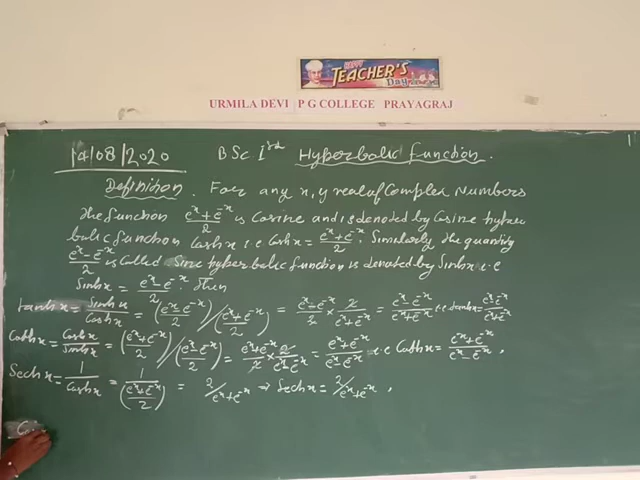 HAPPY
TEACHER'S
Day
URMILA DEVI P G COLLEGE PRAYAGRAJ
14/08/2020 BSc I Hyperbolic function.
Definition. For any x, y real of Complex Numbers
the function (e^x + e^-x)/2 is Cosine and is denoted by Cosine hyper
bolic function Cosh x i.e Cosh x = (e^x + e^-x)/2. Similarly the quantity
(e^x - e^-x)/2 is Called Sine hyperbolic function is denoted by Sinh x i.e
Sinh x = (e^x - e^-x)/2. Then
tanh x = Sinh x/Cosh x = ((e^x - e^-x)/2)/((e^x + e^-x)/2) = (e^x - e^-x)/2 × 2/(e^x + e^-x) = (e^x - e^-x)/(e^x + e^-x) i.e tanh x = (e^x - e^-x)/(e^x + e^-x)
Coth x = Cosh x/Sinh x = ((e^x + e^-x)/2)/((e^x - e^-x)/2) = (e^x + e^-x)/2 × 2/(e^x - e^-x) = (e^x + e^-x)/(e^x - e^-x) i.e Coth x = (e^x + e^-x)/(e^x - e^-x),
Sech x = 1/Cosh x = 1/((e^x + e^-x)/2) = 2/(e^x + e^-x) ⇒ Sech x = 2/(e^x + e^-x),
C